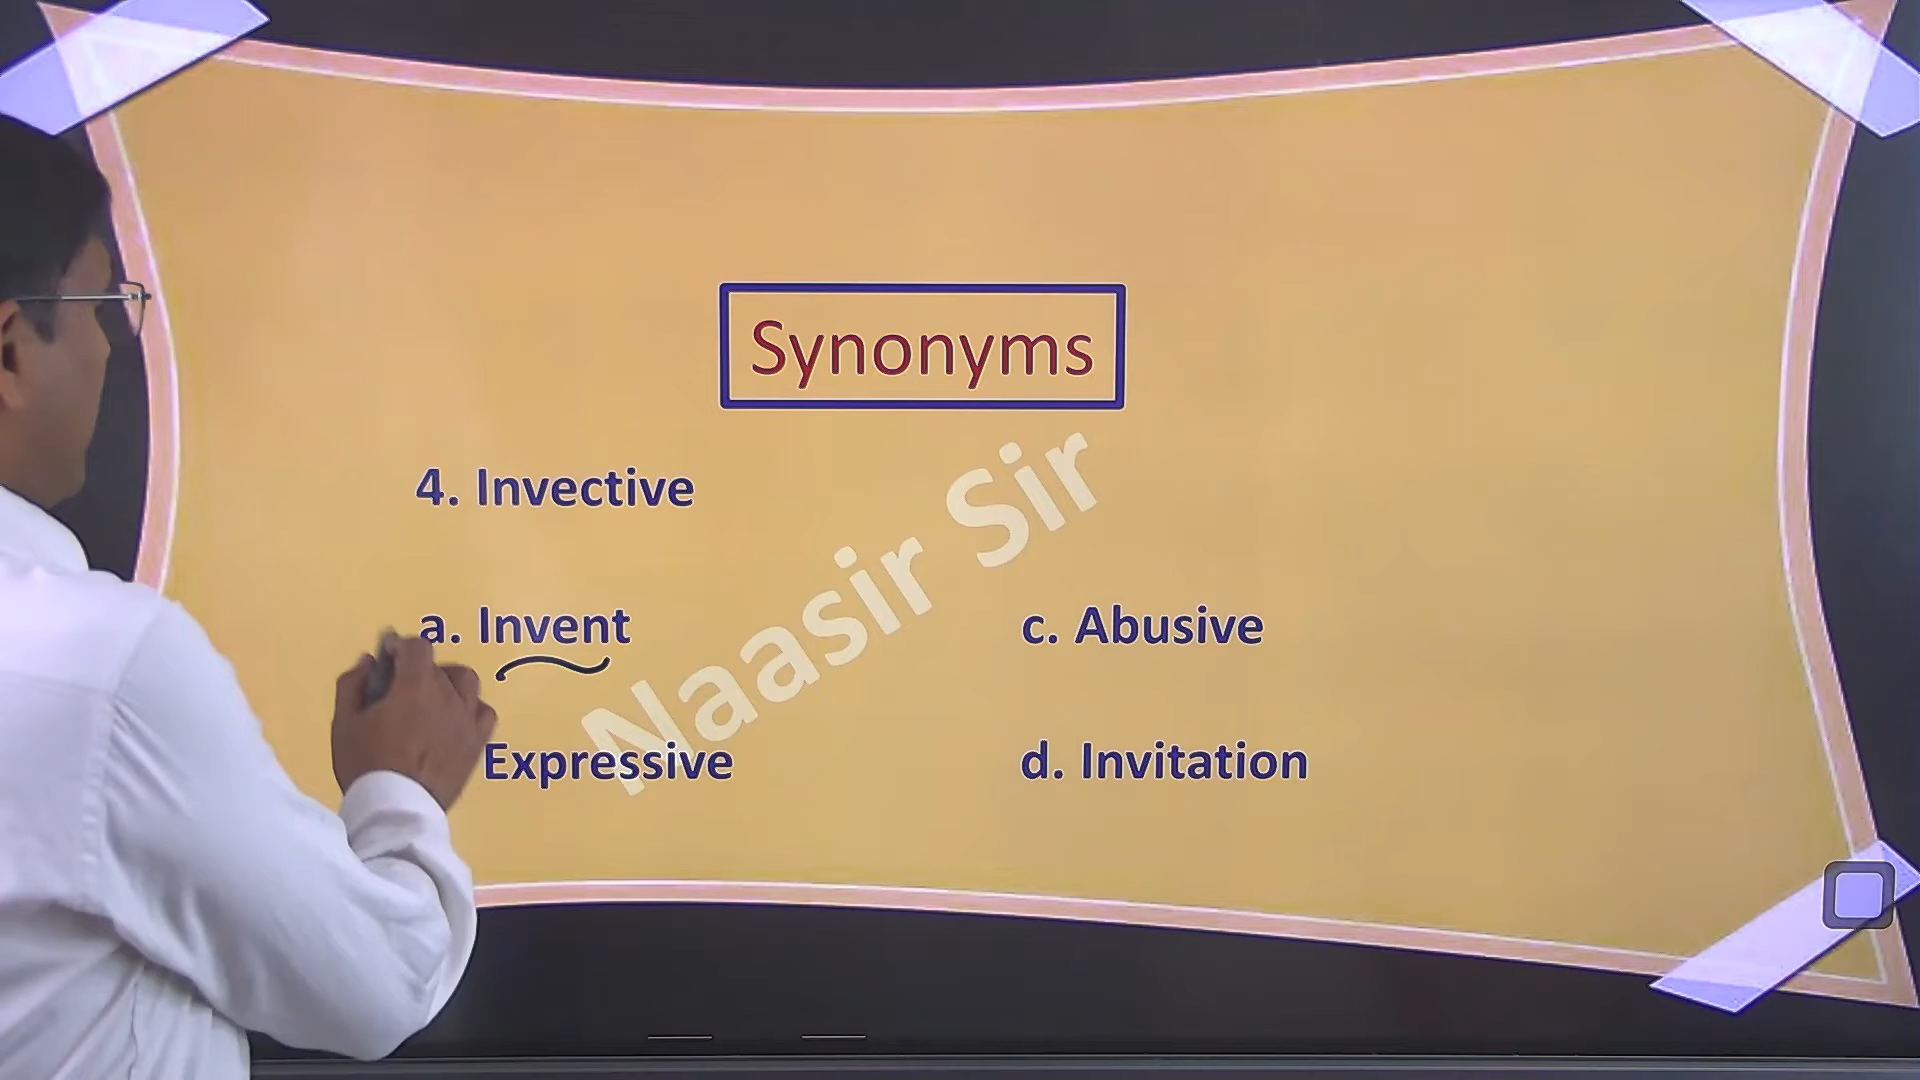 Synonyms
4. Invective
a. Invent
c. Abusive
Expressive
d. Invitation
Naasir Sir